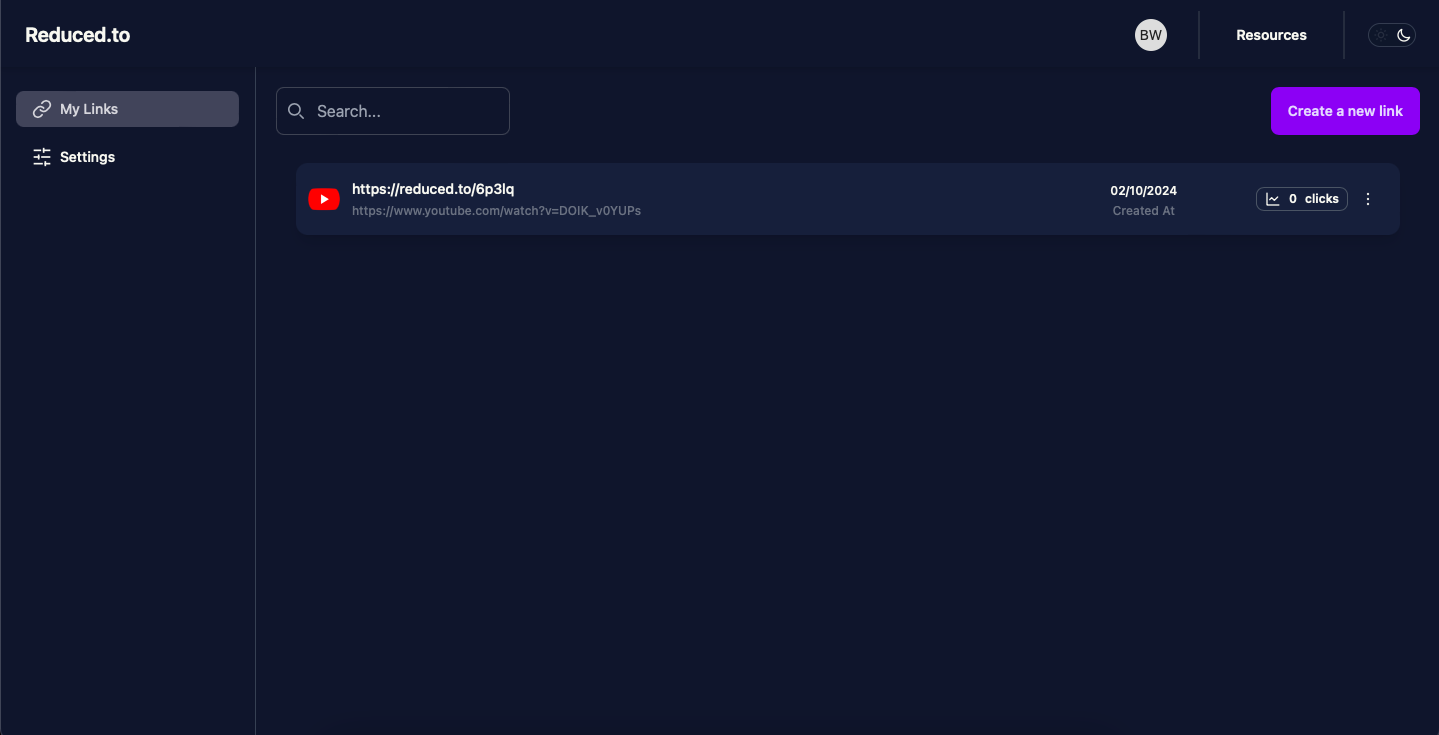 Reduced.to
BW
Resources
My Links
Settings
Search...
Create a new link
https://reduced.to/6p3lq
https://www.youtube.com/watch?v=DOlK_v0YUPs
02/10/2024
Created At
0 clicks